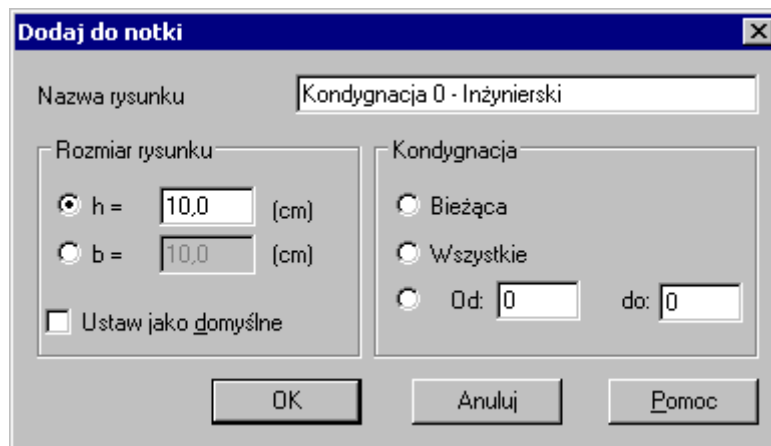 Dodaj do notki
Nazwa rysunku Kondygnacja 0 - Inżynierski
Rozmiar rysunku
h = 10,0 (cm)
b = 10,0 (cm)
Ustaw jako domyślne
Kondygnacja
Bieżąca
Wszystkie
Od: 0 do: 0
OK Anuluj Pomoc